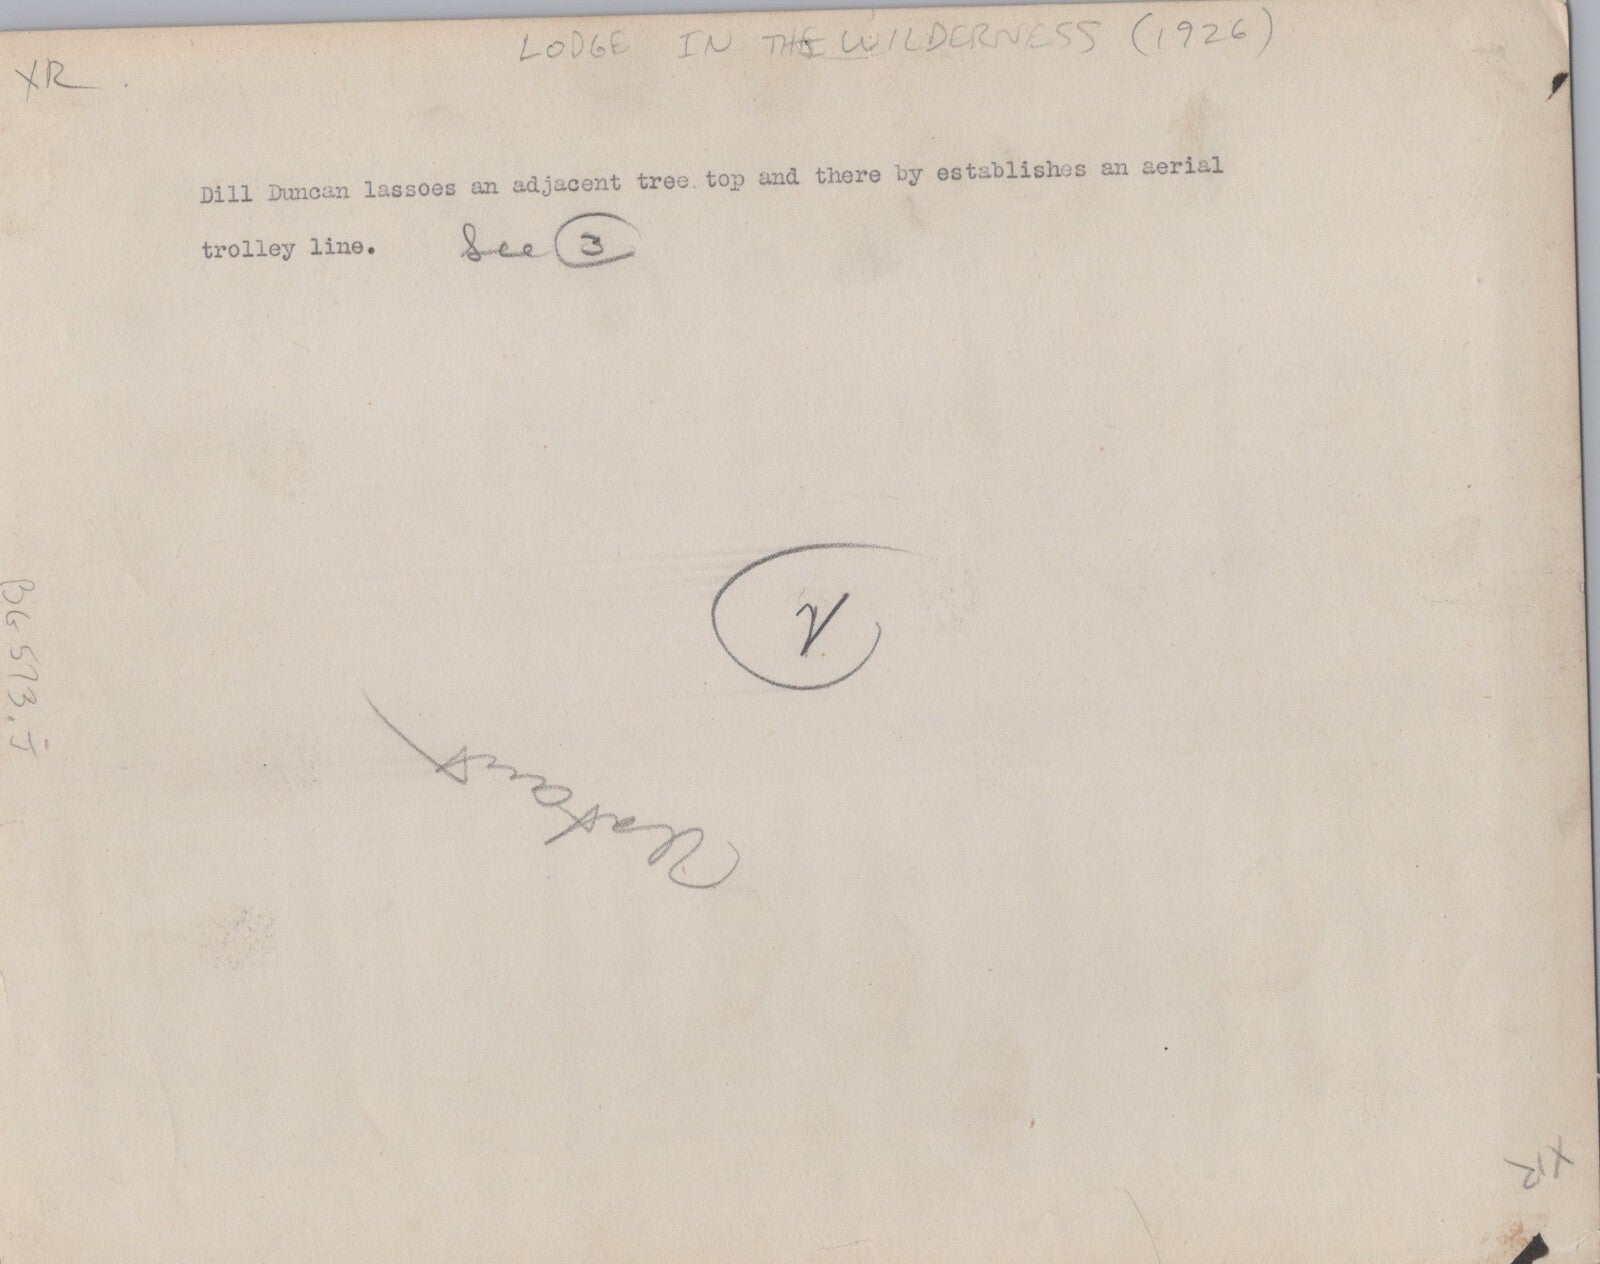 LODGE IN THE WILDERNESS (1926)
XR
Dill Duncan lassoes an adjacent tree top and there by establishes an aerial
trolley line. See 3
BG 573.5
XR